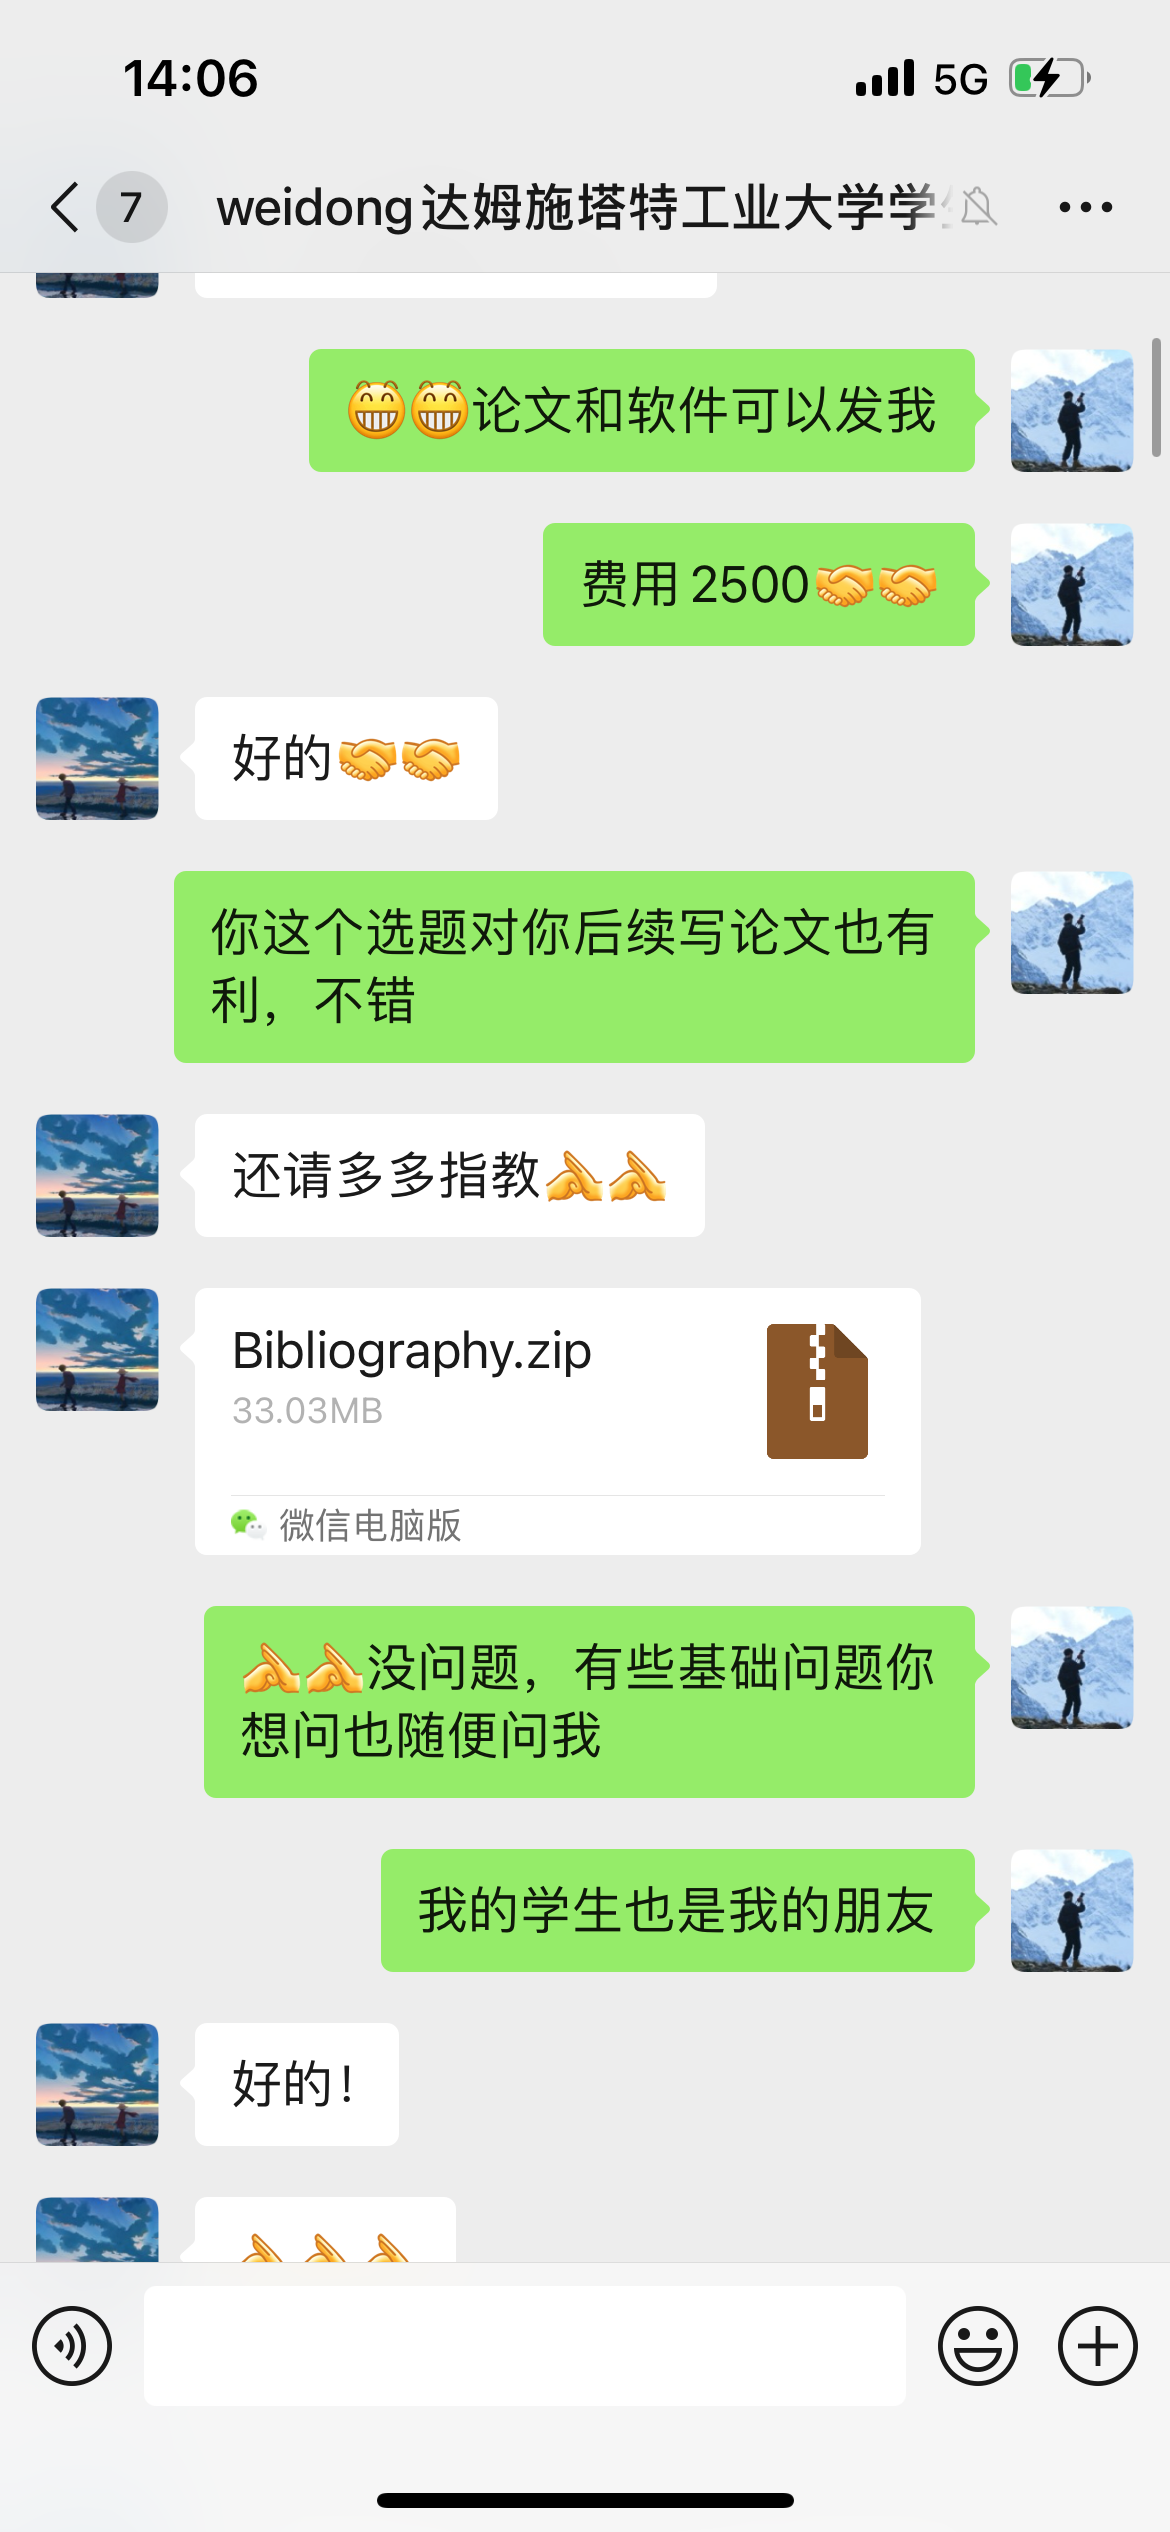 14:06
5G
7
weidong达姆施塔特工业大学学
😁😁论文和软件可以发我
费用2500🤝🤝
好的🤝🤝
你这个选题对你后续写论文也有
利，不错
还请多多指教🫴🫴
Bibliography.zip
33.03MB
微信电脑版
🫴🫴没问题，有些基础问题你
想问也随便问我
我的学生也是我的朋友
好的！